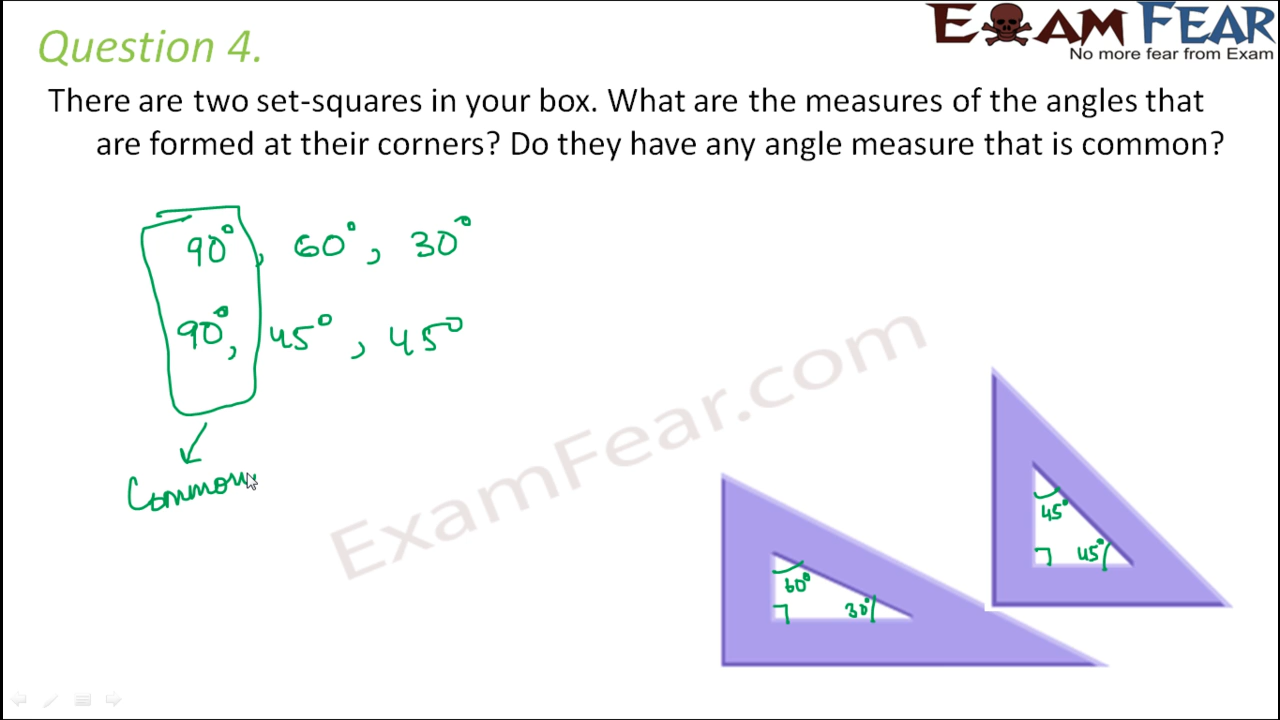 Question 4.
EXAM FEAR
No more fear from Exam
There are two set-squares in your box. What are the measures of the angles that
are formed at their corners? Do they have any angle measure that is common?
90°, 60°, 30°
90°, 45°, 45°
Common
ExamFear.com
45°
45°
60°
30°